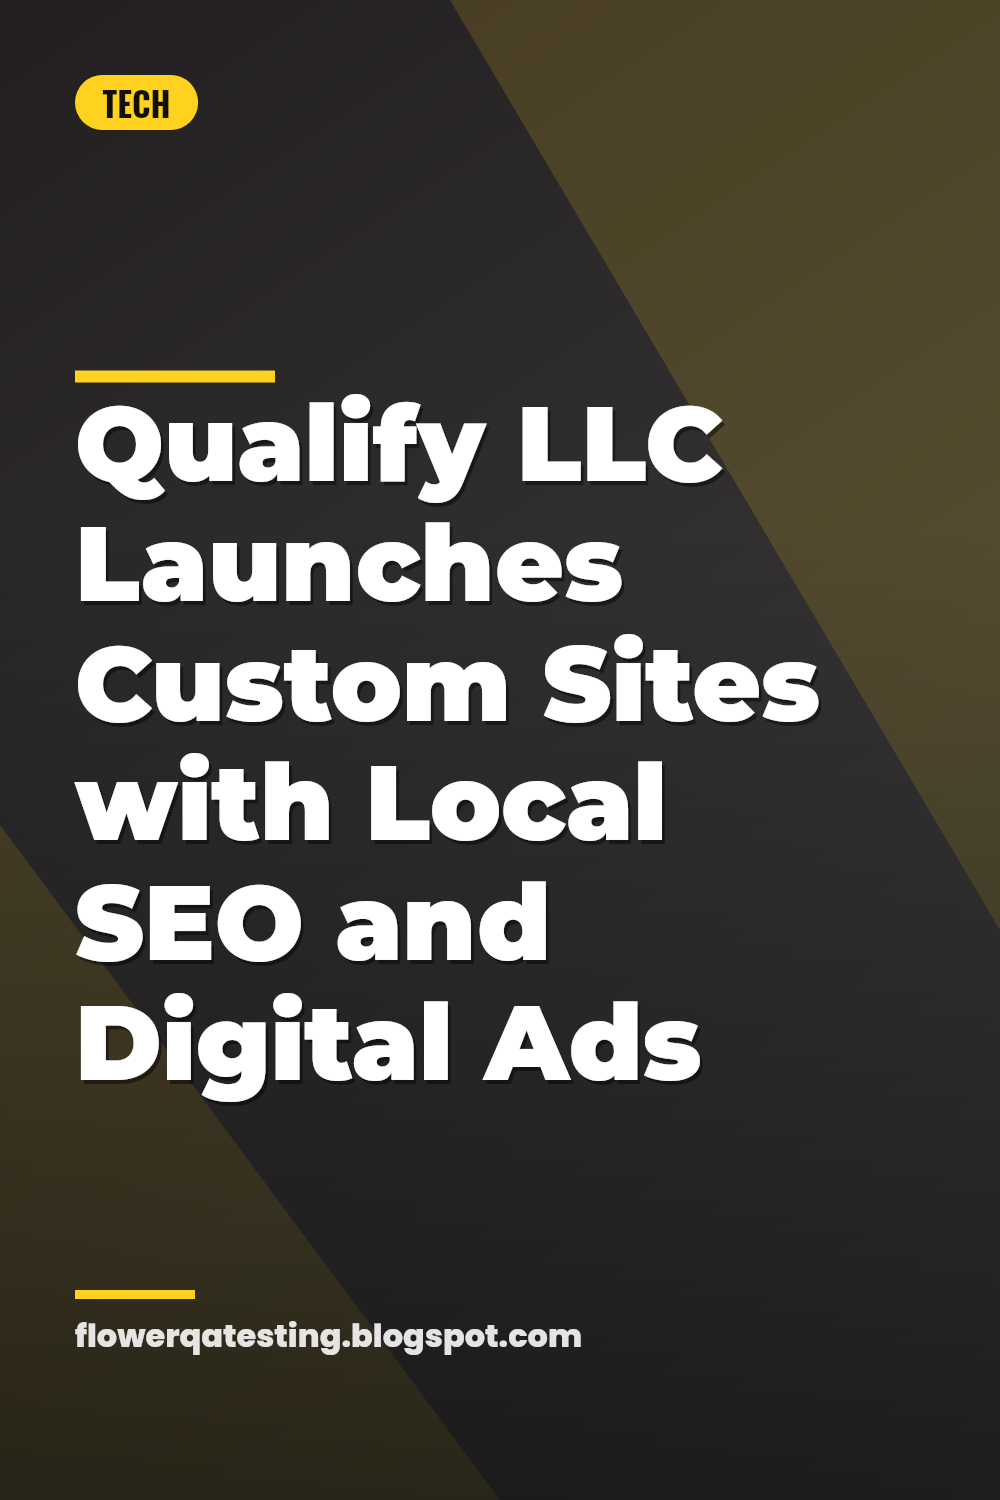 TECH
Qualify LLC
Launches
Custom Sites
with Local
SEO and
Digital Ads
flowerqatesting.blogspot.com